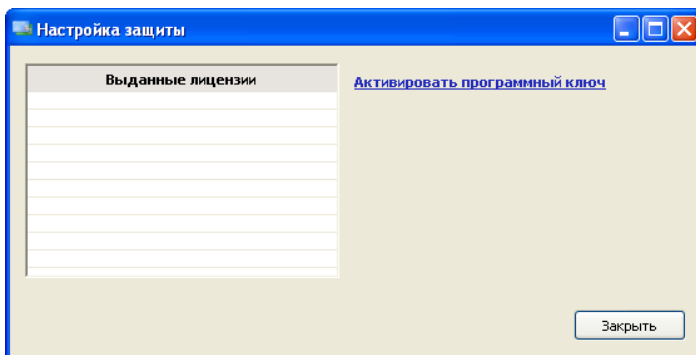 Настройка защиты
Выданные лицензии
Активировать программный ключ
Закрыть